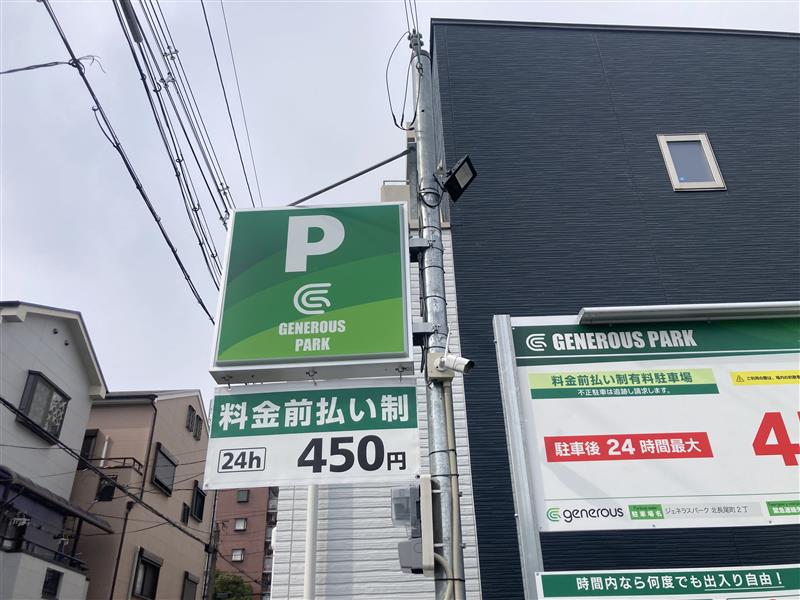 P
GENEROUS
PARK
料金前払い制
24h 450円
GENEROUS PARK
料金前払い制有料駐車場
不正駐車は追跡し請求します。
駐車後 24時間最大
generous 駐車場名 ジェネラスパーク 北長尾町2丁
時間内なら何度でも出入り自由!